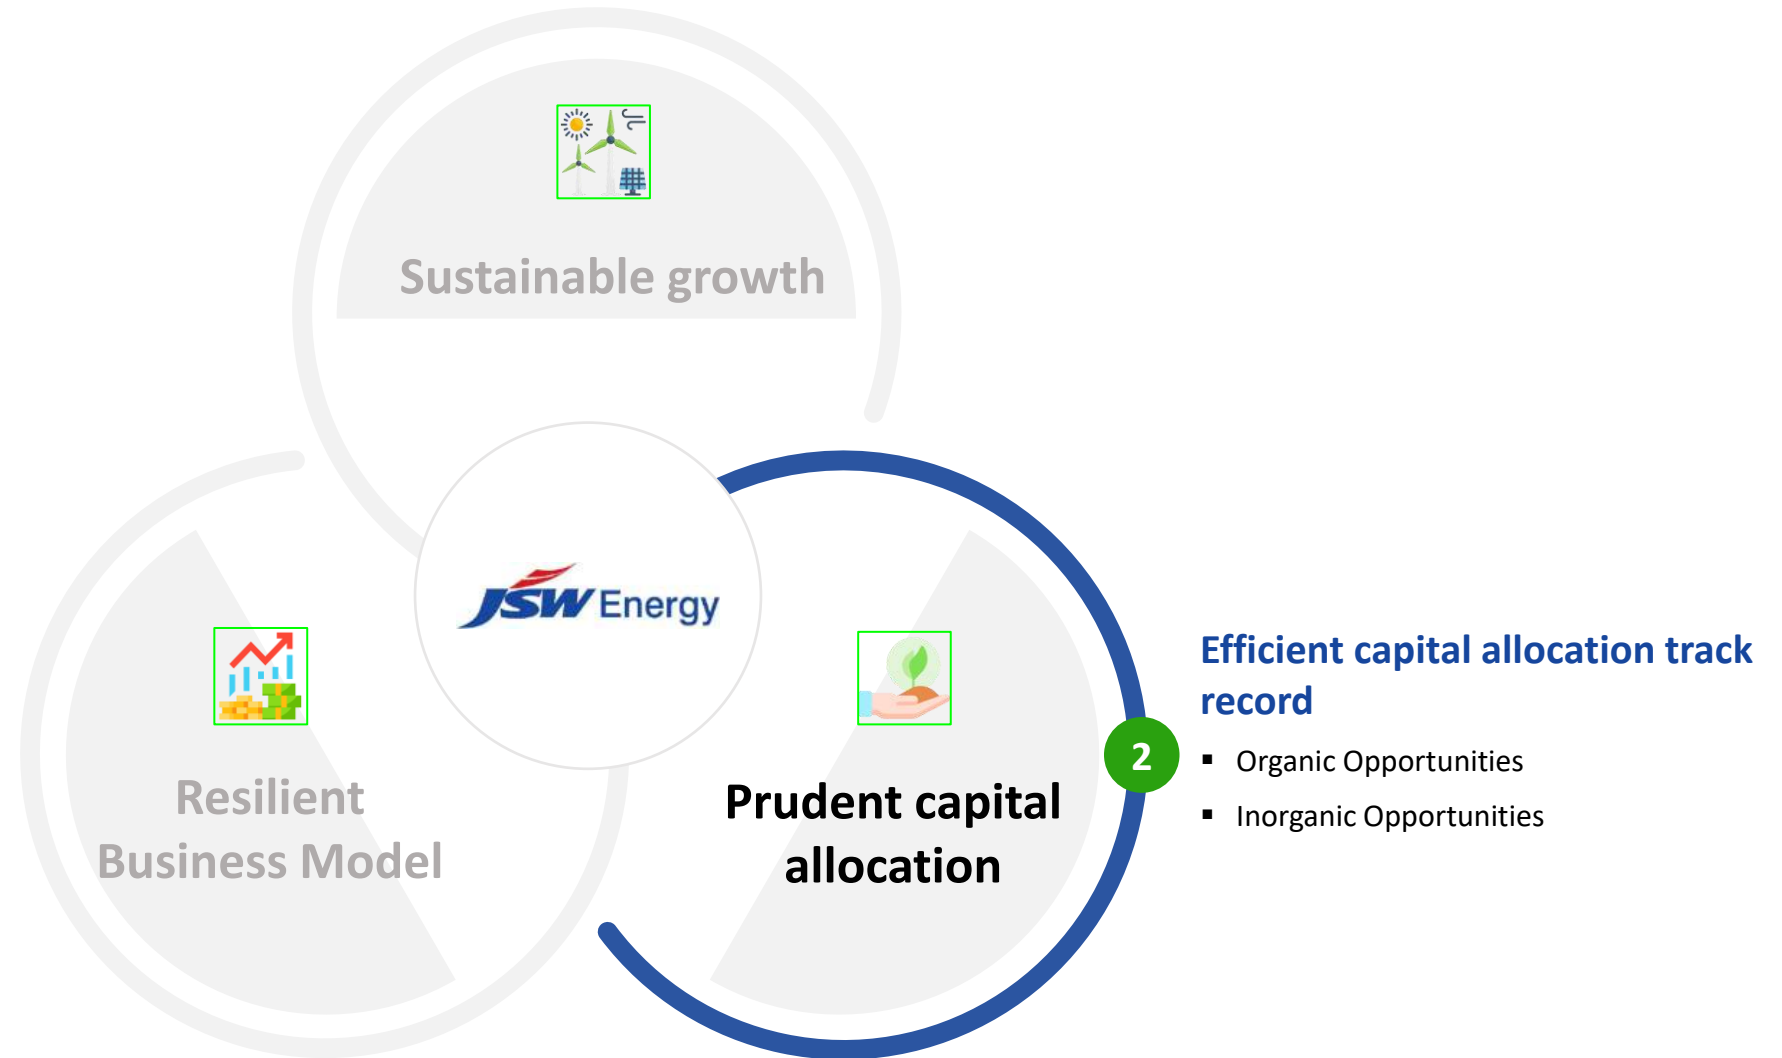 Sustainable growth
JSW Energy
Resilient
Business Model
Prudent capital
allocation
2
Efficient capital allocation track
record
▪ Organic Opportunities
▪ Inorganic Opportunities